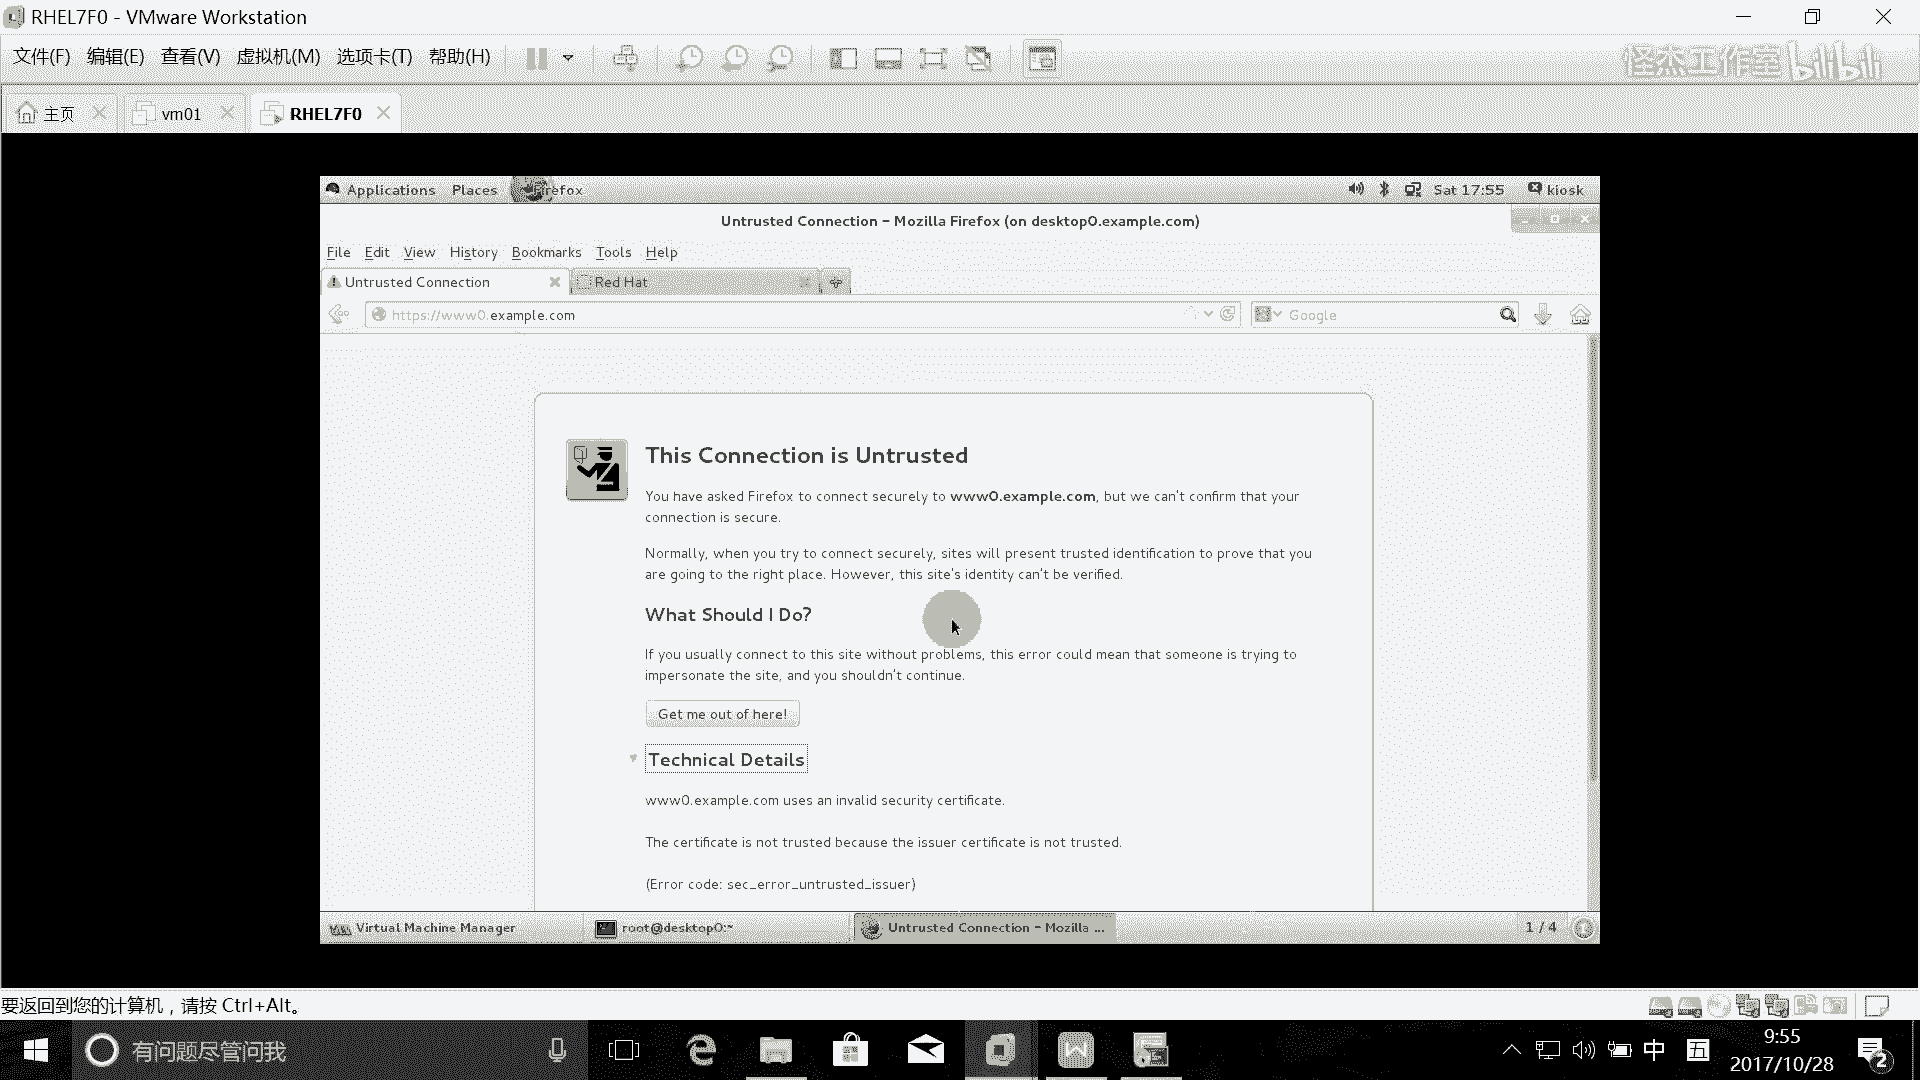 RHEL7F0 - VMware Workstation
文件(F) 编辑(E) 查看(V) 虚拟机(M) 选项卡(T) 帮助(H)
怪杰工作室 bilibili
主页 vm01 RHEL7F0
Applications Places Firefox Sat 17:55 kiosk
Untrusted Connection - Mozilla Firefox (on desktop0.example.com)
File Edit View History Bookmarks Tools Help
Untrusted Connection Red Hat
https://www0.example.com Google
This Connection is Untrusted
You have asked Firefox to connect securely to www0.example.com, but we can't confirm that your
connection is secure.
Normally, when you try to connect securely, sites will present trusted identification to prove that you
are going to the right place. However, this site's identity can't be verified.
What Should I Do?
If you usually connect to this site without problems, this error could mean that someone is trying to
impersonate the site, and you shouldn't continue.
Get me out of here!
Technical Details
www0.example.com uses an invalid security certificate.
The certificate is not trusted because the issuer certificate is not trusted.
(Error code: sec_error_untrusted_issuer)
Virtual Machine Manager root@desktop0:~ Untrusted Connection - Mozilla ... 1 / 4
要返回到您的计算机，请按 Ctrl+Alt。
有问题尽管问我 中 五 9:55
2017/10/28 2